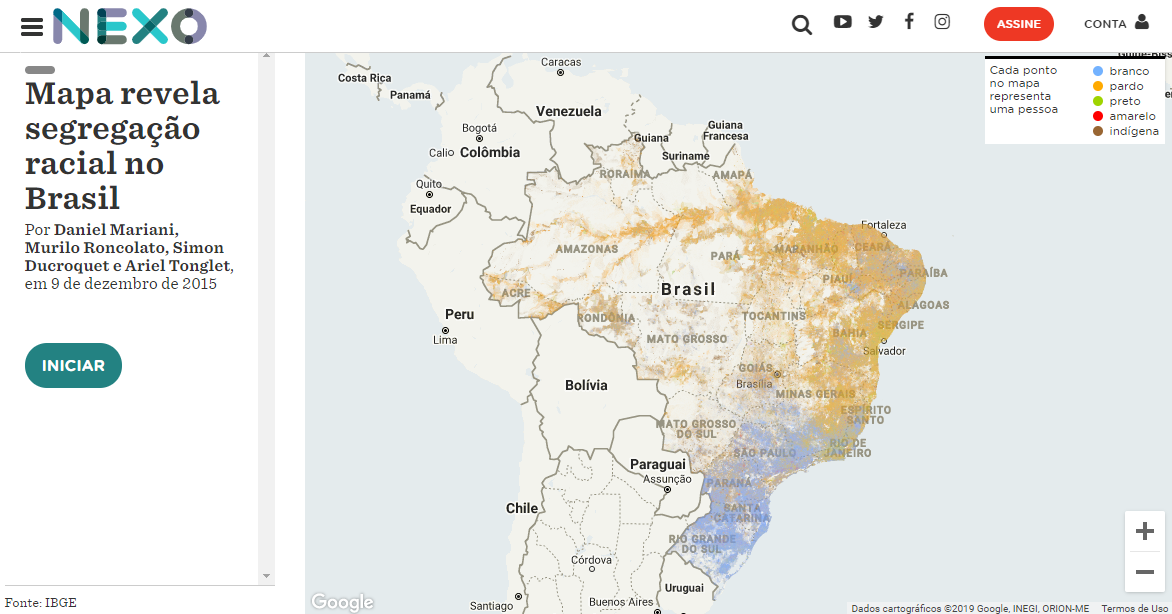 NEXO
ASSINE
CONTA
Mapa revela
segregação
racial no
Brasil
Por Daniel Mariani,
Murilo Roncolato, Simon
Ducroquet e Ariel Tonglet,
em 9 de dezembro de 2015
INICIAR
Fonte: IBGE
Cada ponto
no mapa
representa
uma pessoa
branco
pardo
preto
amarelo
indígena
Caracas
Costa Rica
Panamá
Venezuela
Bogotá
Calio
Colômbia
Guiana
Guiana
Francesa
Suriname
RORAIMA
AMAPÁ
Quito
Equador
Fortaleza
AMAZONAS
PARÁ
MARANHÃO
CEARÁ
PIAUÍ
PARAÍBA
Brasil
ACRE
ALAGOAS
Peru
Lima
RONDÔNIA
TOCANTINS
SERGIPE
BAHIA
MATO GROSSO
Salvador
GOIÁS
Brasília
Bolívia
MINAS GERAIS
ESPÍRITO
SANTO
MATO GROSSO
DO SUL
RIO DE
JANEIRO
SÃO PAULO
Paraguai
Assunção
PARANÁ
Chile
SANTA
CATARINA
RIO GRANDE
DO SUL
Córdova
Uruguai
Buenos Aires
Santiago
Google
Dados cartográficos ©2019 Google, INEGI, ORION-ME
Termos de Uso